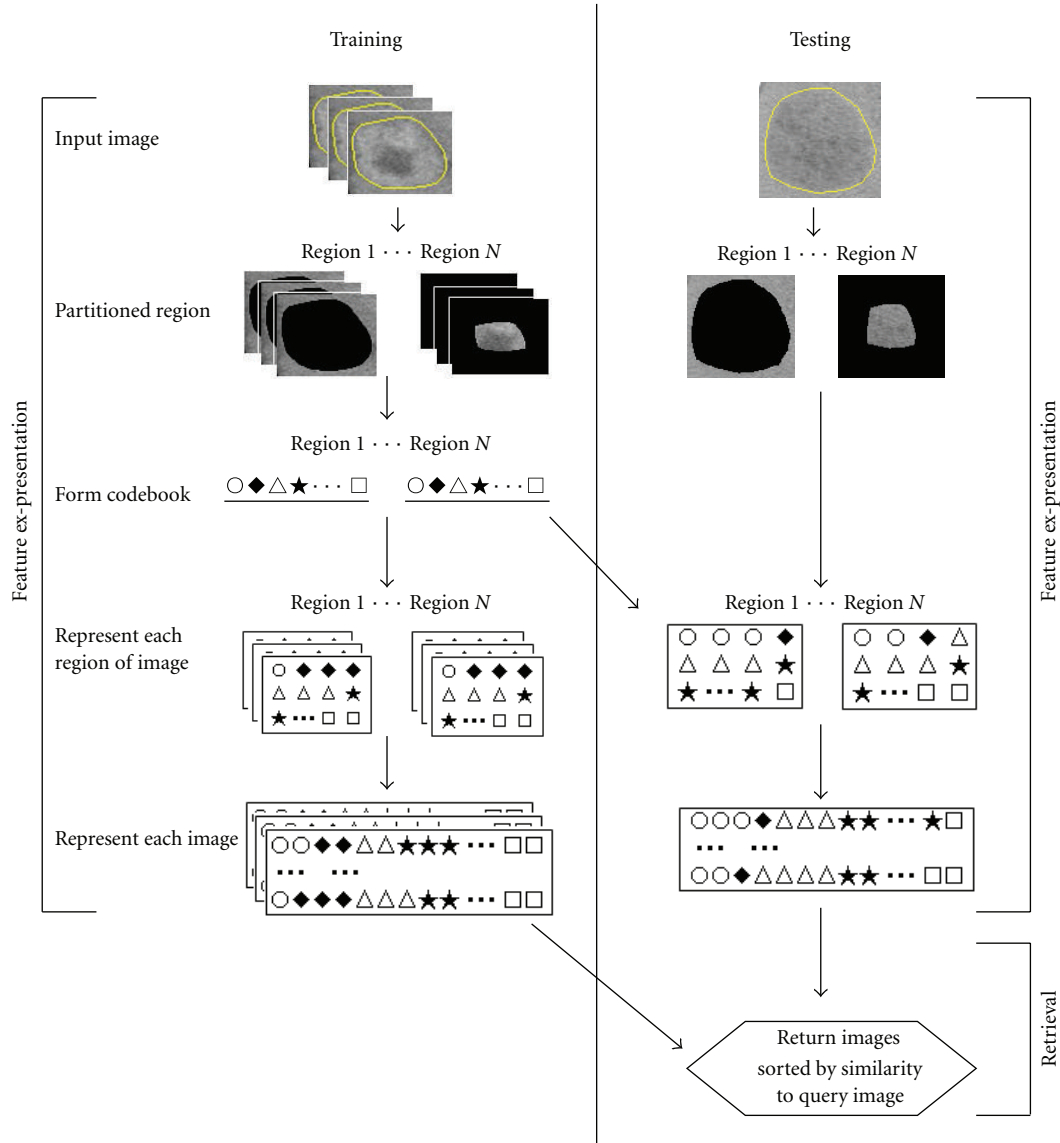 Training
Testing
Input image
Region 1 · · · Region N
Region 1 · · · Region N
Partitioned region
Region 1 · · · Region N
Form codebook
Region 1 · · · Region N
Region 1 · · · Region N
Represent each
region of image
Represent each image
Return images
sorted by similarity
to query image
Feature ex-presentation
Feature ex-presentation
Retrieval